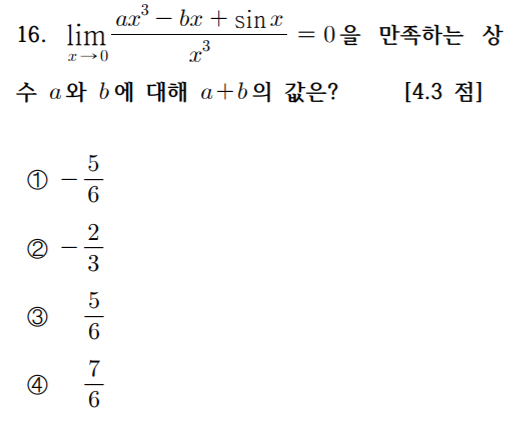 16. $\lim_{x \to 0} \frac{ax^3 - bx + \sin x}{x^3} = 0$을 만족하는 상
수 $a$와 $b$에 대해 $a+b$의 값은? [4.3 점]
① $-\frac{5}{6}$
② $-\frac{2}{3}$
③ $\frac{5}{6}$
④ $\frac{7}{6}$